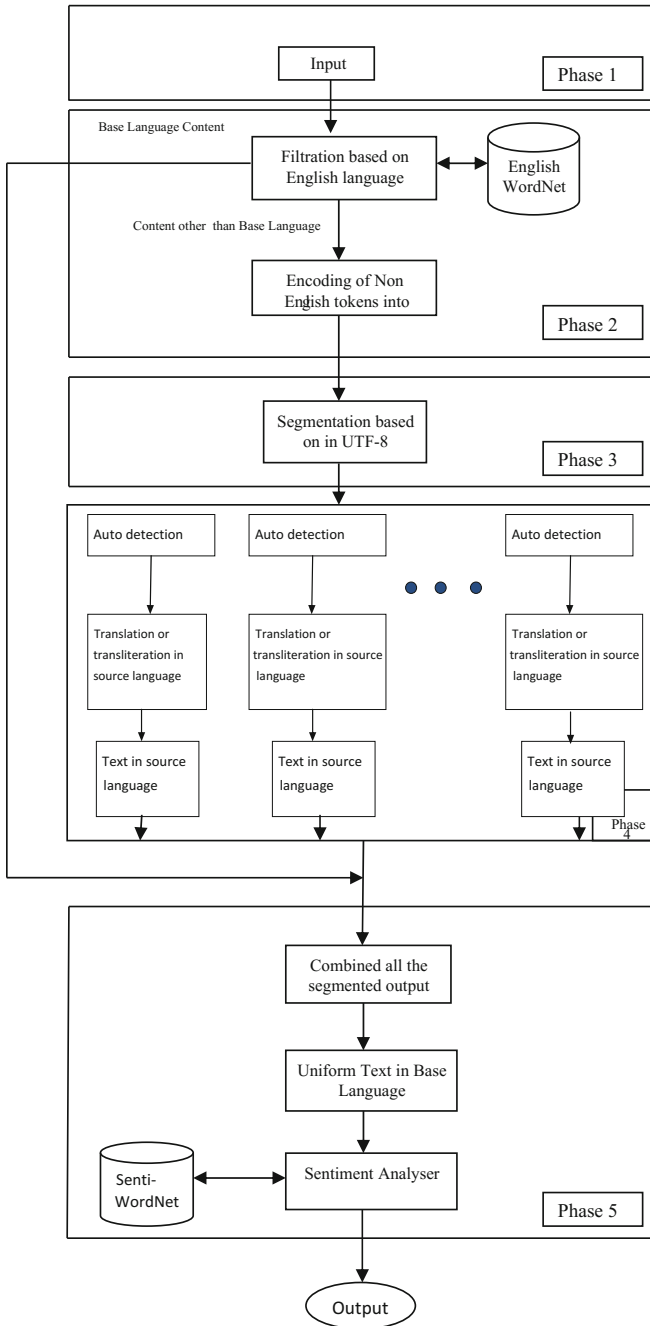 Input
Phase 1
Base Language Content
Filtration based on
English language
English
WordNet
Content other than Base Language
Encoding of Non
English tokens into
Phase 2
Segmentation based
on in UTF-8
Phase 3
Auto detection
Auto detection
Auto detection
Translation or
transliteration in
source language
Translation or
transliteration in source
language
Translation or
transliteration in source
language
Text in source
language
Text in source
language
Text in source
language
Phase
4
Combined all the
segmented output
Uniform Text in Base
Language
Senti-
WordNet
Sentiment Analyser
Phase 5
Output